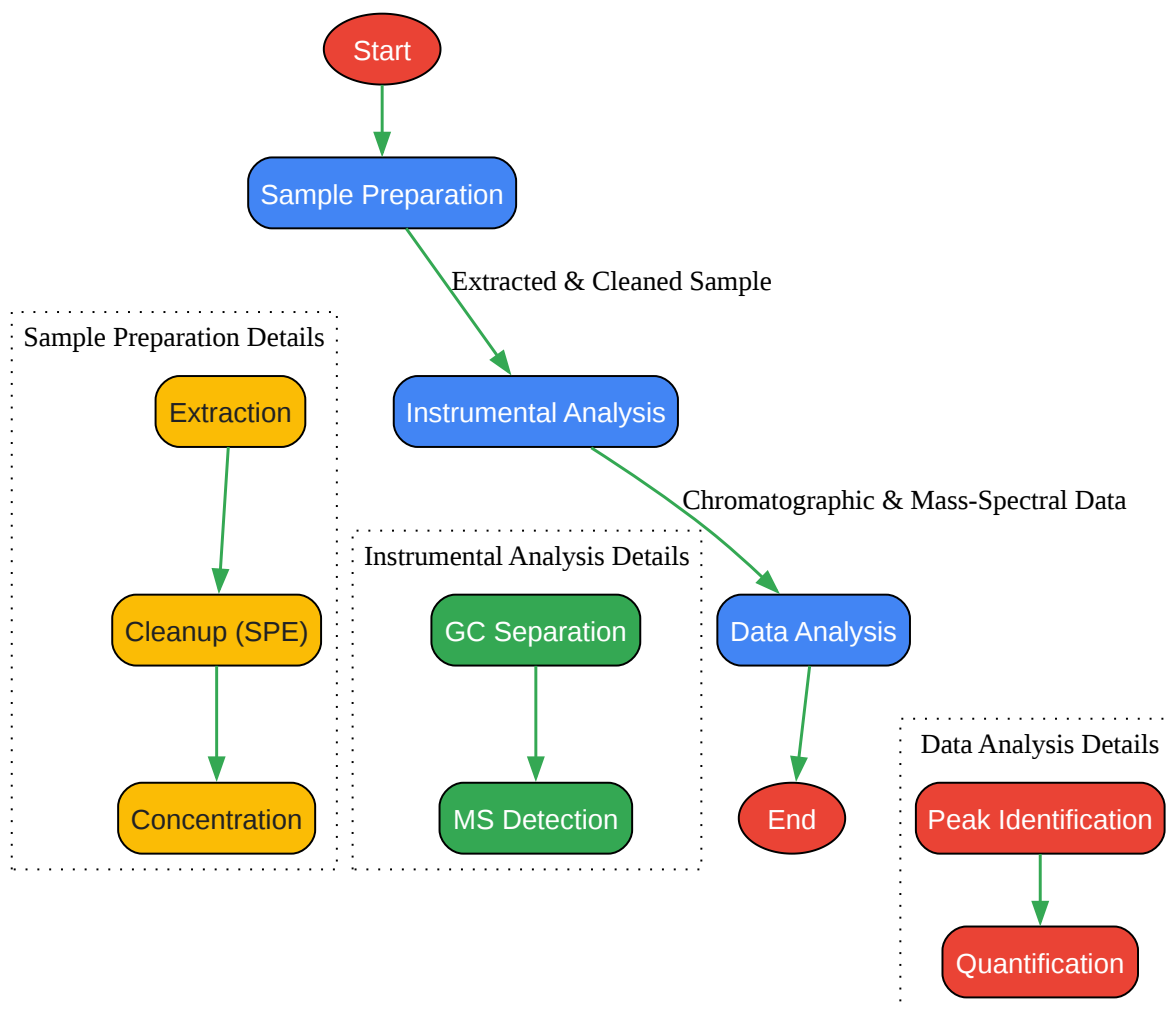 Start
Sample Preparation
Extracted & Cleaned Sample
Sample Preparation Details
Extraction
Instrumental Analysis
Chromatographic & Mass-Spectral Data
Instrumental Analysis Details
Cleanup (SPE)
GC Separation
Data Analysis
Data Analysis Details
Concentration
MS Detection
End
Peak Identification
Quantification